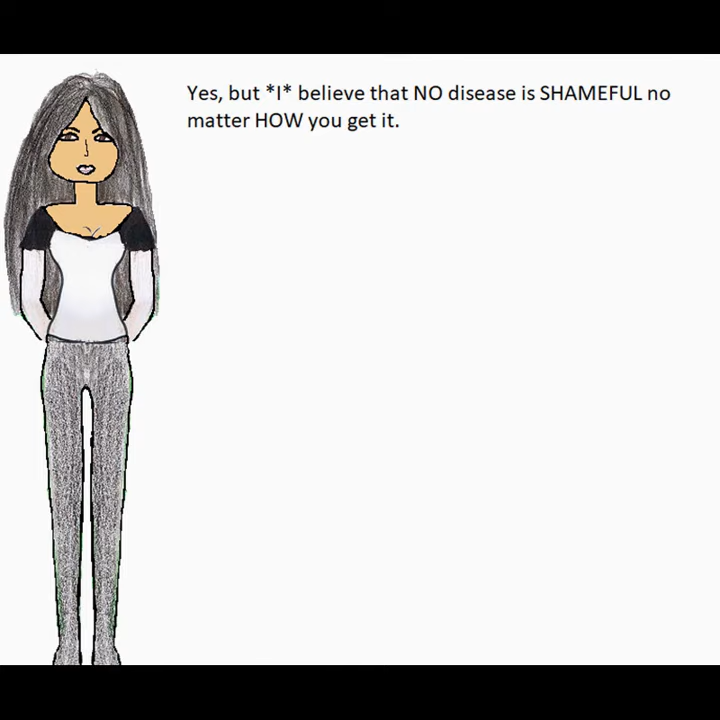 Yes, but *I* believe that NO disease is SHAMEFUL no
matter HOW you get it.